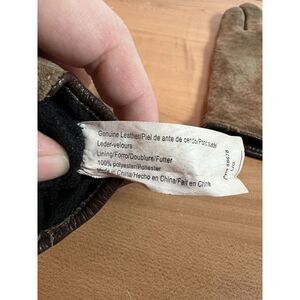 Genuine Leather/Piel de ante de cerdo/Porc suédé
Leder-velours
Lining/Forro/Doublure/Futter
100% polyester/Poliester
Made in China/Hecho en China/Fait en Chine